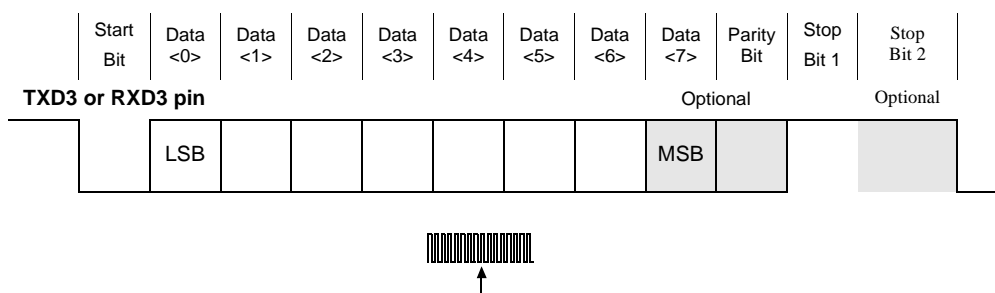 Start Bit
Data <0>
Data <1>
Data <2>
Data <3>
Data <4>
Data <5>
Data <6>
Data <7>
Parity Bit
Stop Bit 1
Stop Bit 2
TXD3 or RXD3 pin
Optional
Optional
LSB
MSB